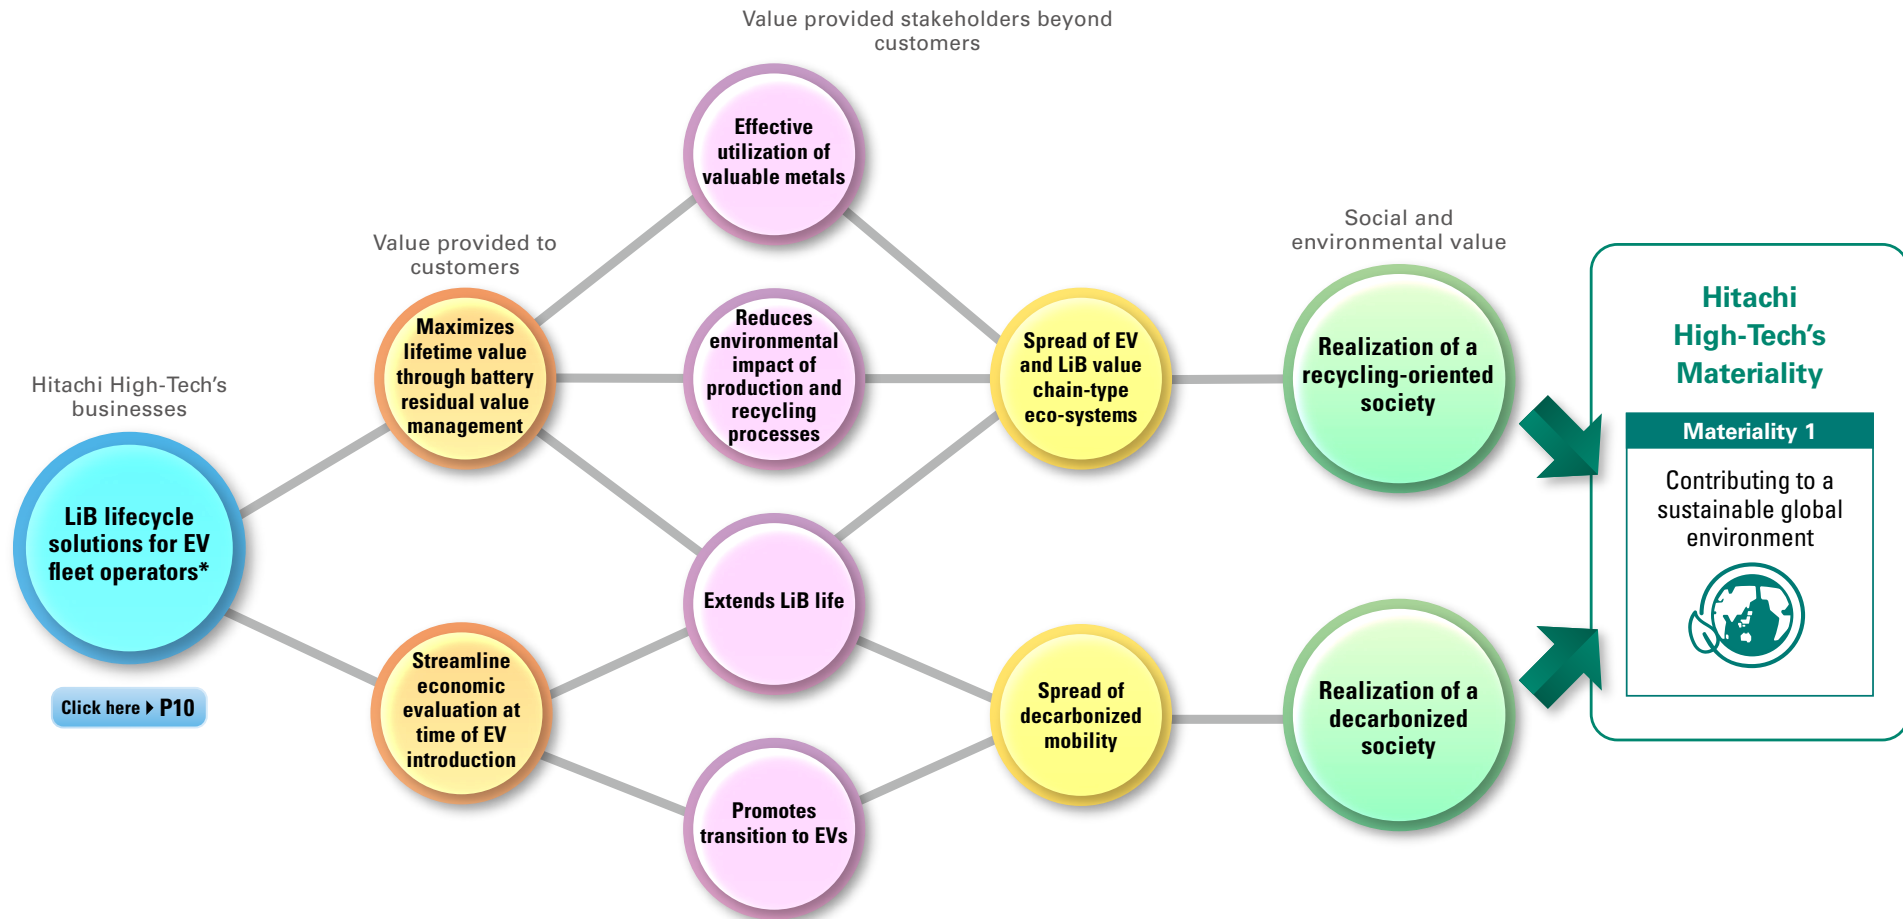 Value provided stakeholders beyond
customers
Effective
utilization of
valuable metals
Value provided to
customers
Social and
environmental value
Maximizes
lifetime value
through battery
residual value
management
Reduces
environmental
impact of
production and
recycling
processes
Spread of EV
and LiB value
chain-type
eco-systems
Realization of a
recycling-oriented
society
Hitachi
High-Tech's
Materiality
Hitachi High-Tech's
businesses
LiB lifecycle
solutions for EV
fleet operators*
Click here ▶ P10
Materiality 1
Contributing to a
sustainable global
environment
Extends LiB life
Streamline
economic
evaluation at
time of EV
introduction
Spread of
decarbonized
mobility
Realization of a
decarbonized
society
Promotes
transition to EVs